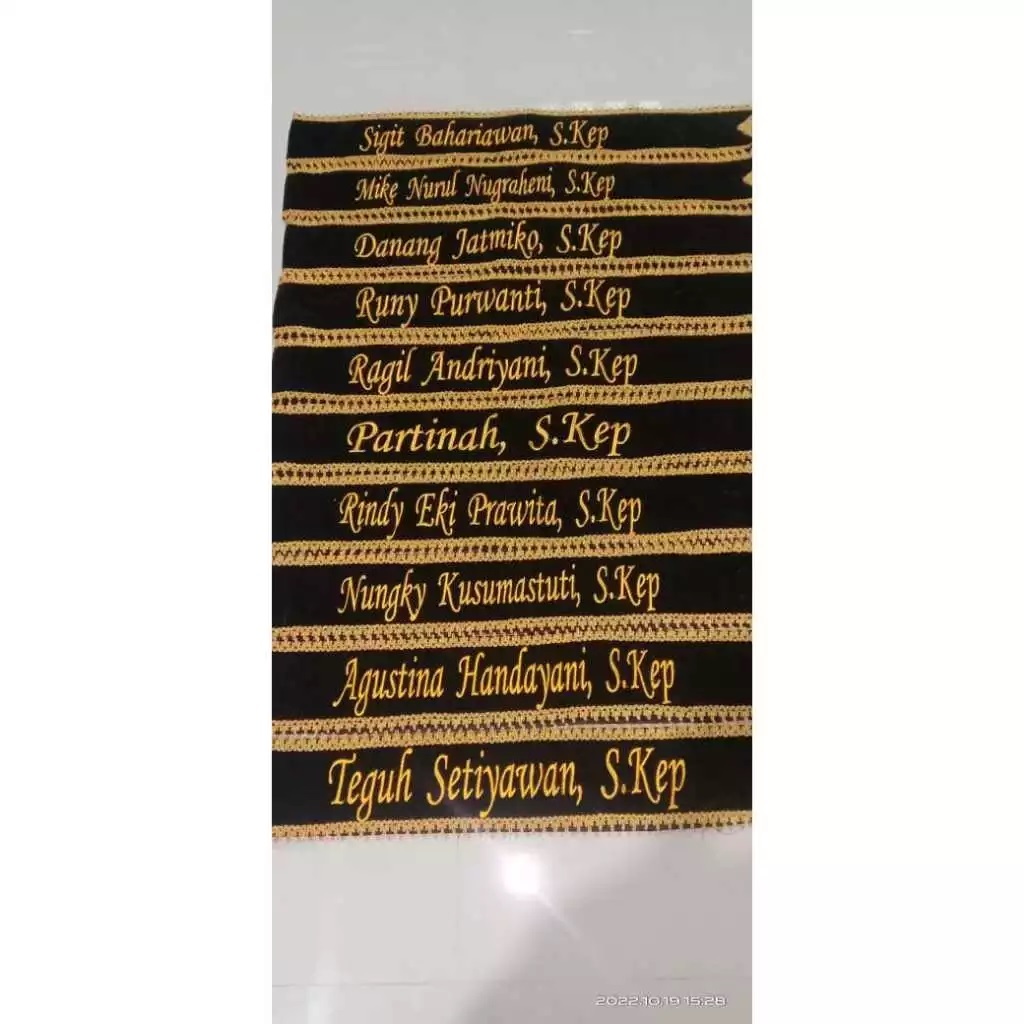 Sigit Bahariawan, S.Kep
Mike Nurul Nugraheni, S.Kep
Danang Jatmiko, S.Kep
Runy Purwanti, S.Kep
Ragil Andriyani, S.Kep
Partinah, S.Kep
Rindy Eki Prawita, S.Kep
Nungky Kusumastuti, S.Kep
Agustina Handayani, S.Kep
Teguh Setiyawan, S.Kep
2022.10.19 15:28